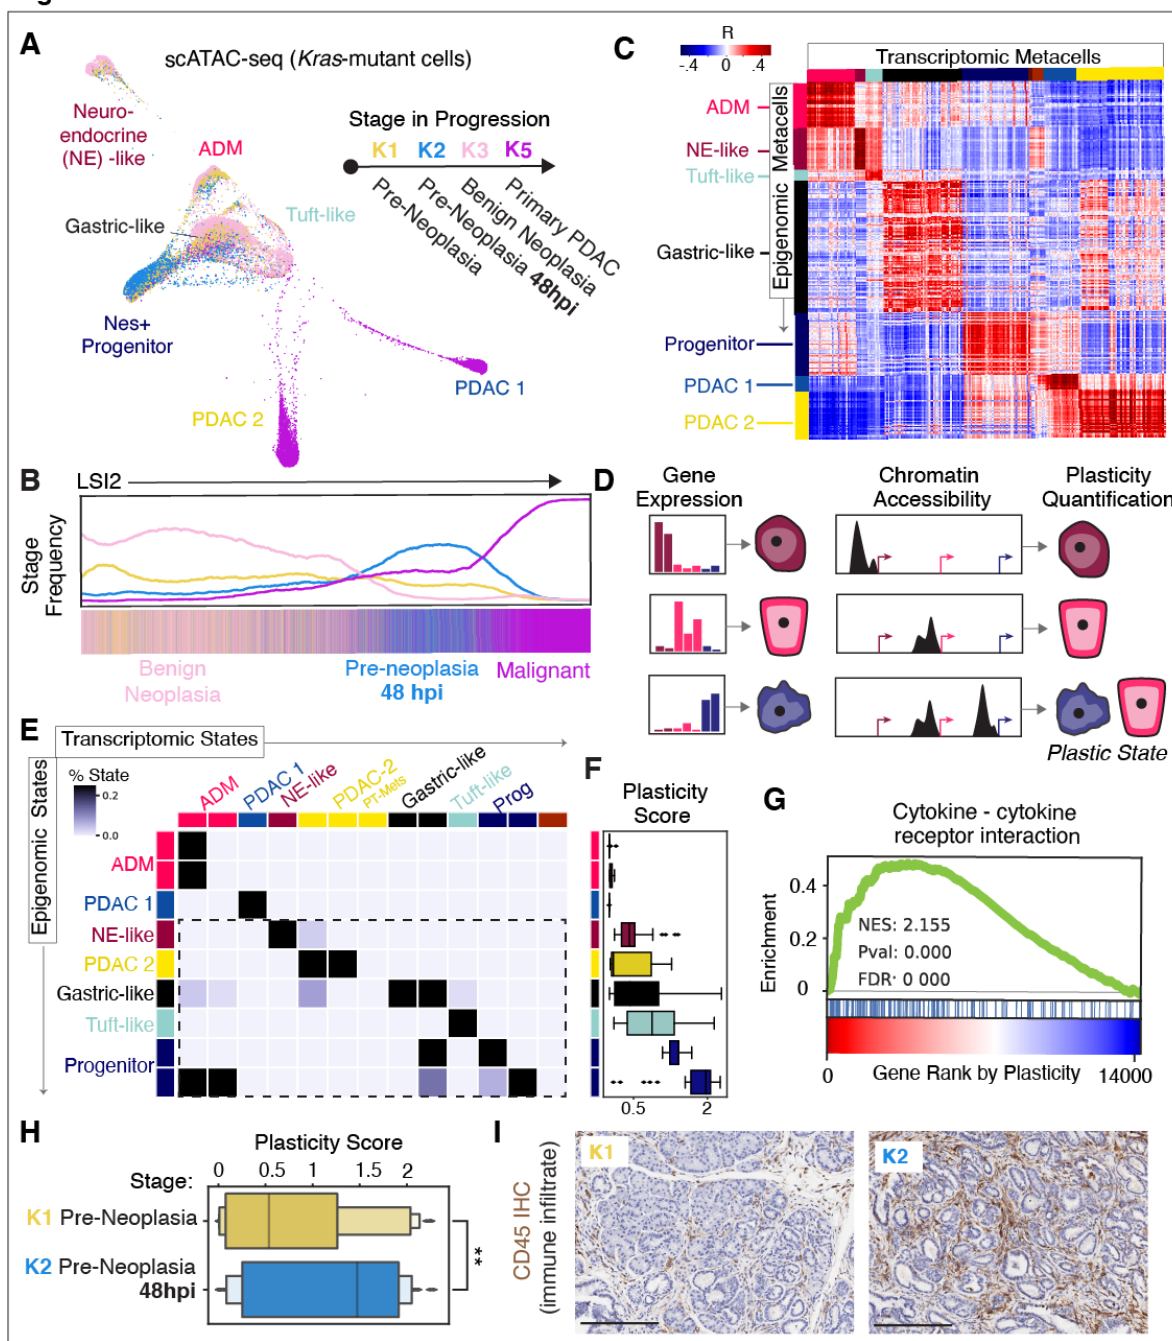 A
scATAC-seq (Kras-mutant cells)
Neuro-
endocrine
(NE) -like
ADM
Gastric-like
Tuft-like
Nes+
Progenitor
PDAC 2
PDAC 1
Stage in Progression
K1 K2 K3 K5
Pre-Neoplasia
Pre-Neoplasia 48hpi
Benign Neoplasia
Primary PDAC
C
R
-.4 0 .4
Transcriptomic Metacells
Epigenomic Metacells
ADM
NE-like
Tuft-like
Gastric-like
Progenitor
PDAC 1
PDAC 2
B
LSI2
Stage
Frequency
Benign
Neoplasia
Pre-neoplasia
48 hpi
Malignant
D
Gene
Expression
Chromatin
Accessibility
Plasticity
Quantification
Plastic State
E
Transcriptomic States
Epigenomic States
% State
0.2
0.0
ADM
PDAC 1
NE-like
PDAC-2
PT-Mets
Gastric-like
Tuft-like
Prog
ADM
PDAC 1
NE-like
PDAC 2
Gastric-like
Tuft-like
Progenitor
F
Plasticity
Score
0.5 2
G
Cytokine - cytokine
receptor interaction
Enrichment
0.4
0.2
0
NES: 2.155
Pval: 0.000
FDR: 0 000
0 Gene Rank by Plasticity 14000
H
Plasticity Score
0 0.5 1 1.5 2
Stage:
K1 Pre-Neoplasia
K2 Pre-Neoplasia
48hpi
**
I
CD45 IHC
(immune infiltrate)
K1
K2